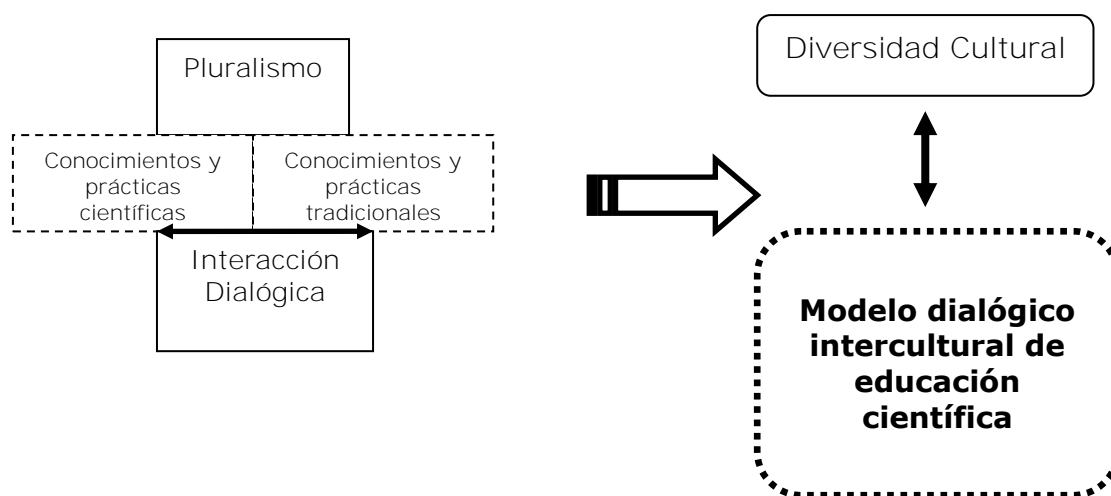 Pluralismo
Conocimientos y
prácticas
científicas
Conocimientos y
prácticas
tradicionales
Interacción
Dialógica
Diversidad Cultural
Modelo dialógico
intercultural de
educación
científica